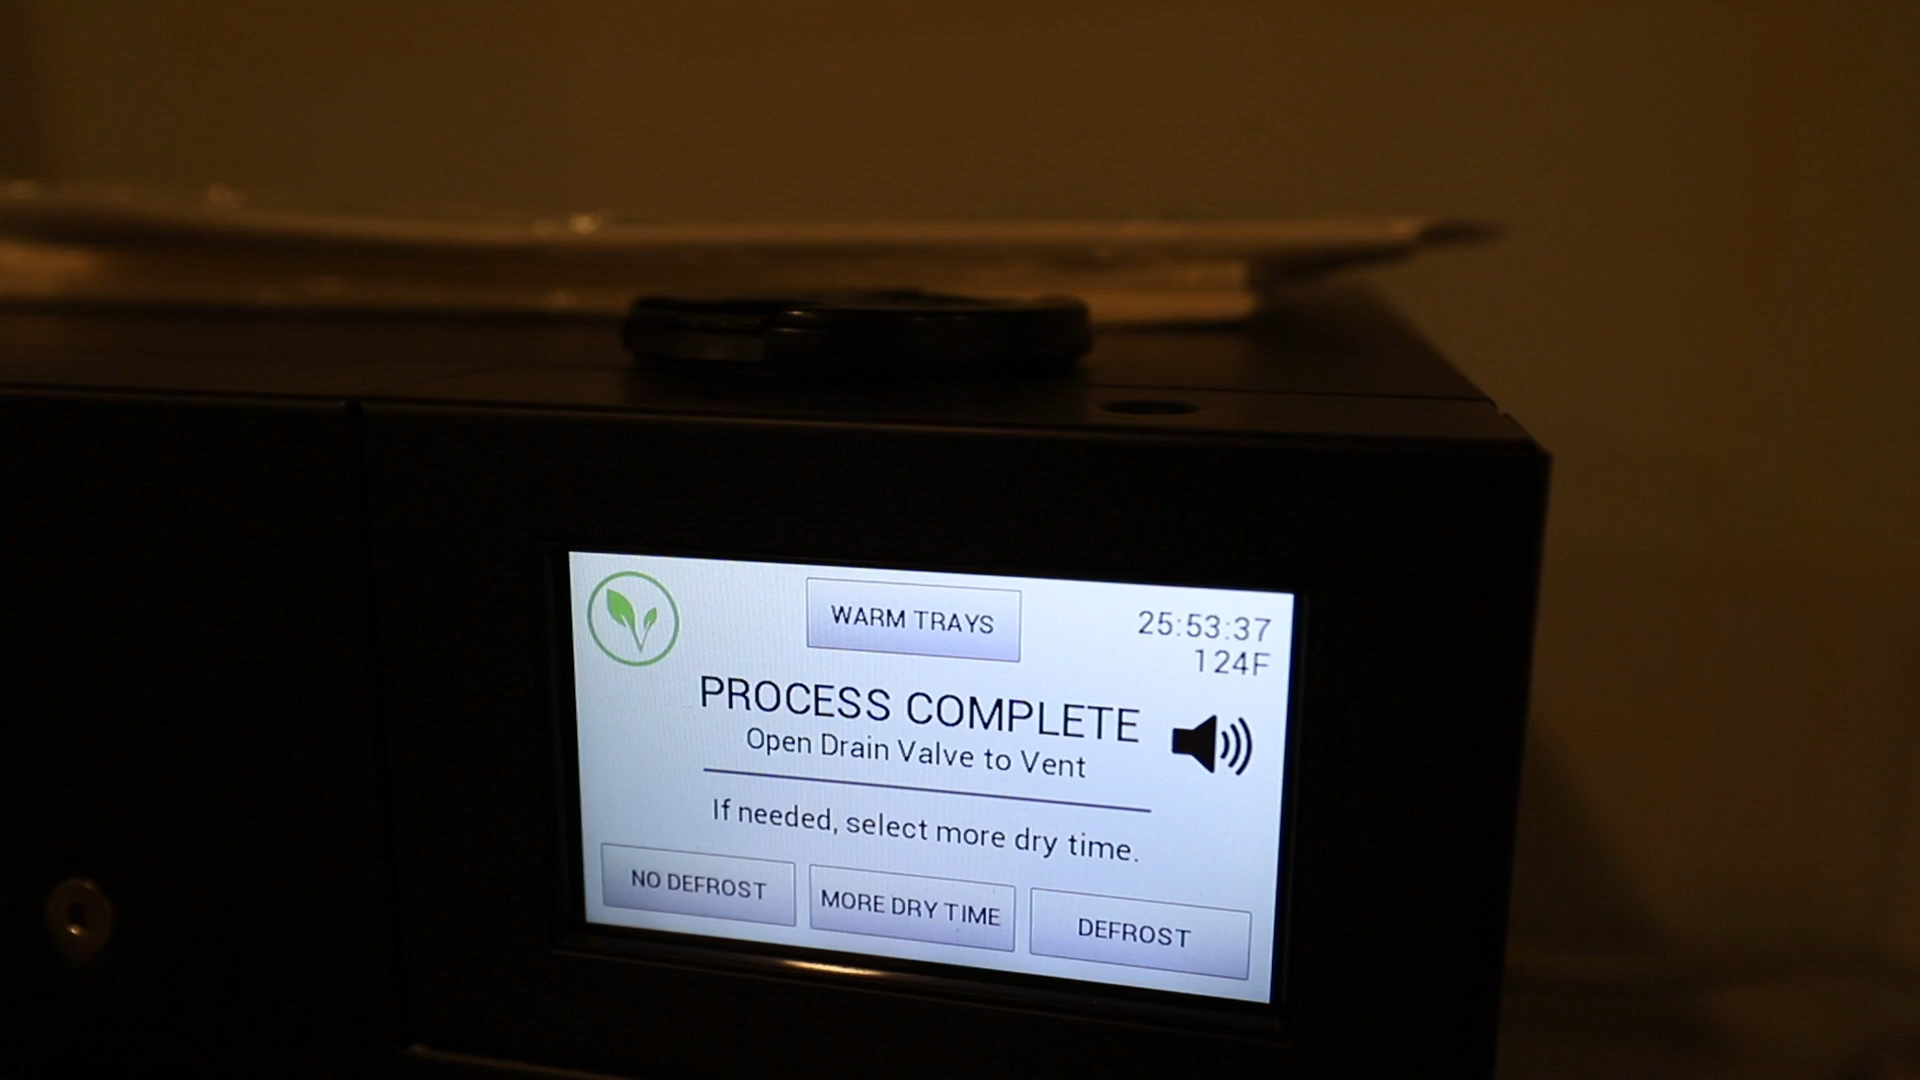 WARM TRAYS
25:53:37
124F
PROCESS COMPLETE
Open Drain Valve to Vent
If needed, select more dry time.
NO DEFROST
MORE DRY TIME
DEFROST